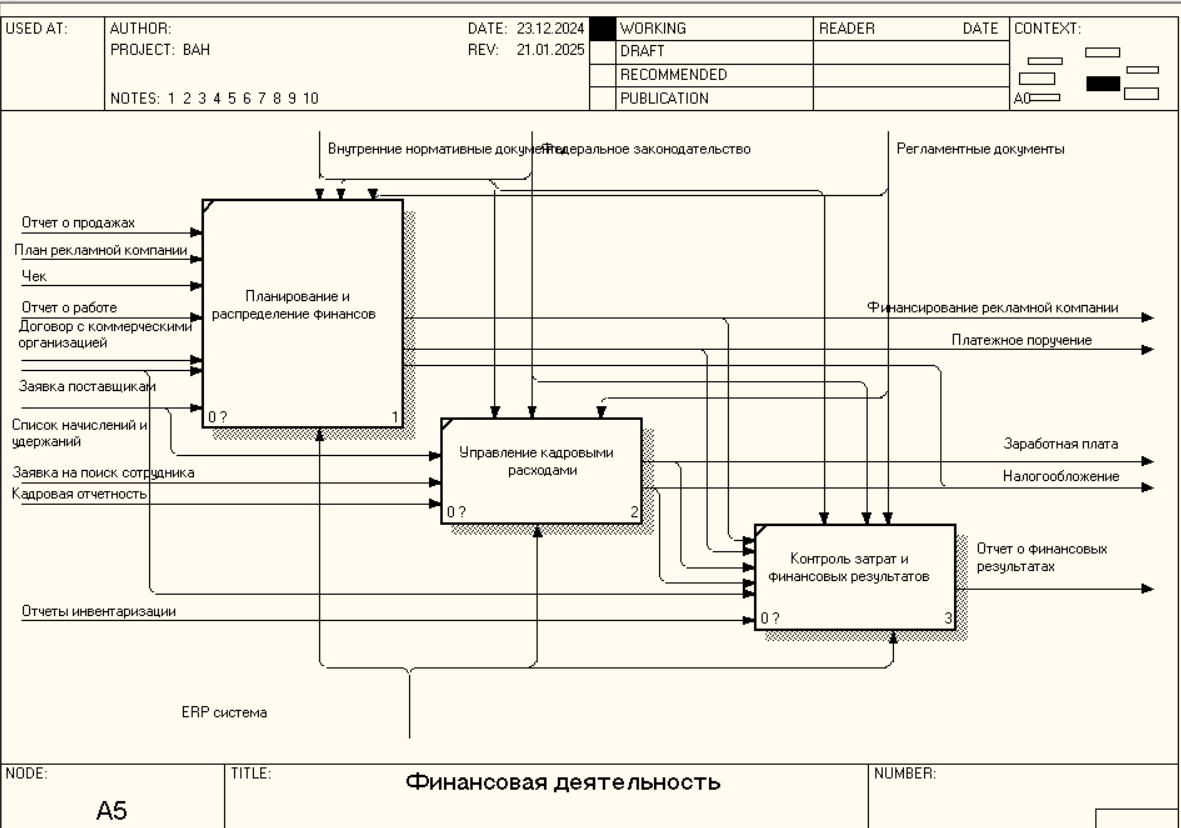 USED AT:
AUTHOR:
DATE: 23.12.2024
PROJECT: ВАН
REV: 21.01.2025
NOTES: 1 2 3 4 5 6 7 8 9 10
WORKING
DRAFT
RECOMMENDED
PUBLICATION
READER DATE
CONTEXT:
A0
Внутренние нормативные документы
Федеральное законодательство
Регламентные документы
Отчет о продажах
План рекламной компании
Чек
Отчет о работе
Договор с коммерческими
организацией
Заявка поставщикам
Список начислений и
удержаний
Заявка на поиск сотрудника
Кадровая отчетность
Отчеты инвентаризации
Планирование и
распределение финансов
0 ? 1
Управление кадровыми
расходами
0 ? 2
Контроль затрат и
финансовых результатов
0 ? 3
Финансирование рекламной компании
Платежное поручение
Заработная плата
Налогообложение
Отчет о финансовых
результатах
ERP система
NODE:
A5
TITLE:
Финансовая деятельность
NUMBER: